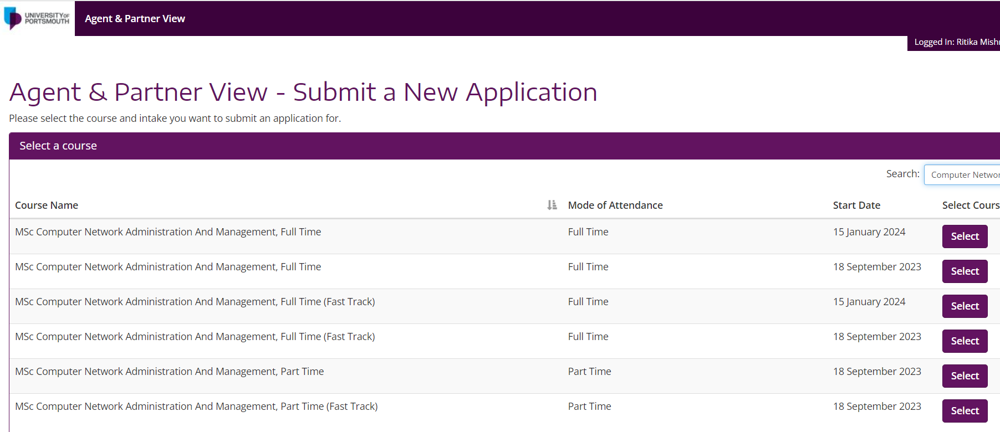 UNIVERSITY OF
PORTSMOUTH
Agent & Partner View
Logged In: Ritika
Agent & Partner View - Submit a New Application
Please select the course and intake you want to submit an application for.
Select a course
Search: Computer
Course Name Mode of Attendance Start Date Select
MSc Computer Network Administration And Management, Full Time Full Time 15 January 2024 Select
MSc Computer Network Administration And Management, Full Time Full Time 18 September 2023 Select
MSc Computer Network Administration And Management, Full Time (Fast Track) Full Time 15 January 2024 Select
MSc Computer Network Administration And Management, Full Time (Fast Track) Full Time 18 September 2023 Select
MSc Computer Network Administration And Management, Part Time Part Time 18 September 2023 Select
MSc Computer Network Administration And Management, Part Time (Fast Track) Part Time 18 September 2023 Select